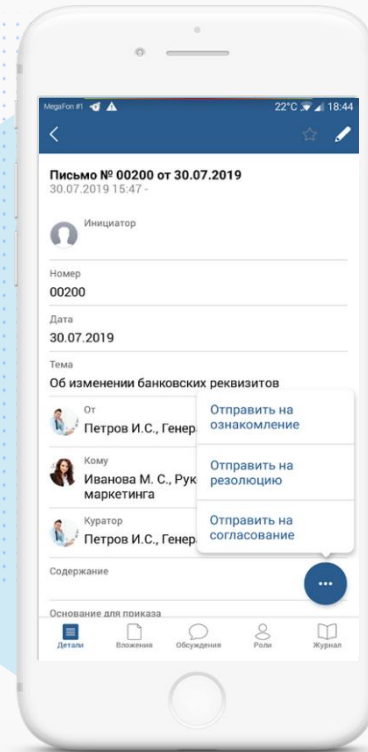 MegaFon #1 22°C 18:44
Письмо № 00200 от 30.07.2019
30.07.2019 15:47 -
Инициатор
Номер
00200
Дата
30.07.2019
Тема
Об изменении банковских реквизитов
От
Петров И.С., Генер
Кому
Иванова М. С., Рук
маркетинга
Куратор
Петров И.С., Генер
Отправить на
ознакомление
Отправить на
резолюцию
Отправить на
согласование
Содержание
Основание для приказа
Детали Вложения Обсуждения Роли Журнал